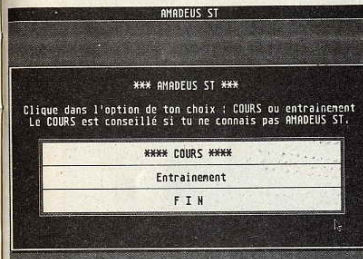 AMADEUS ST
*** AMADEUS ST ***
Clique dans l'option de ton choix : COURS ou entrainement
Le COURS est conseillé si tu ne connais pas AMADEUS ST.
**** COURS ****
Entrainement
F I N